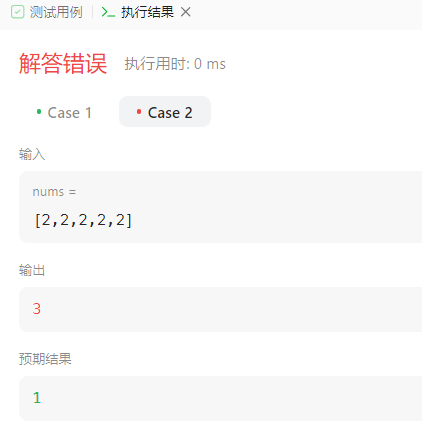 测试用例 执行结果
解答错误 执行用时: 0 ms
Case 1 Case 2
输入
nums =
[2,2,2,2,2]
输出
3
预期结果
1